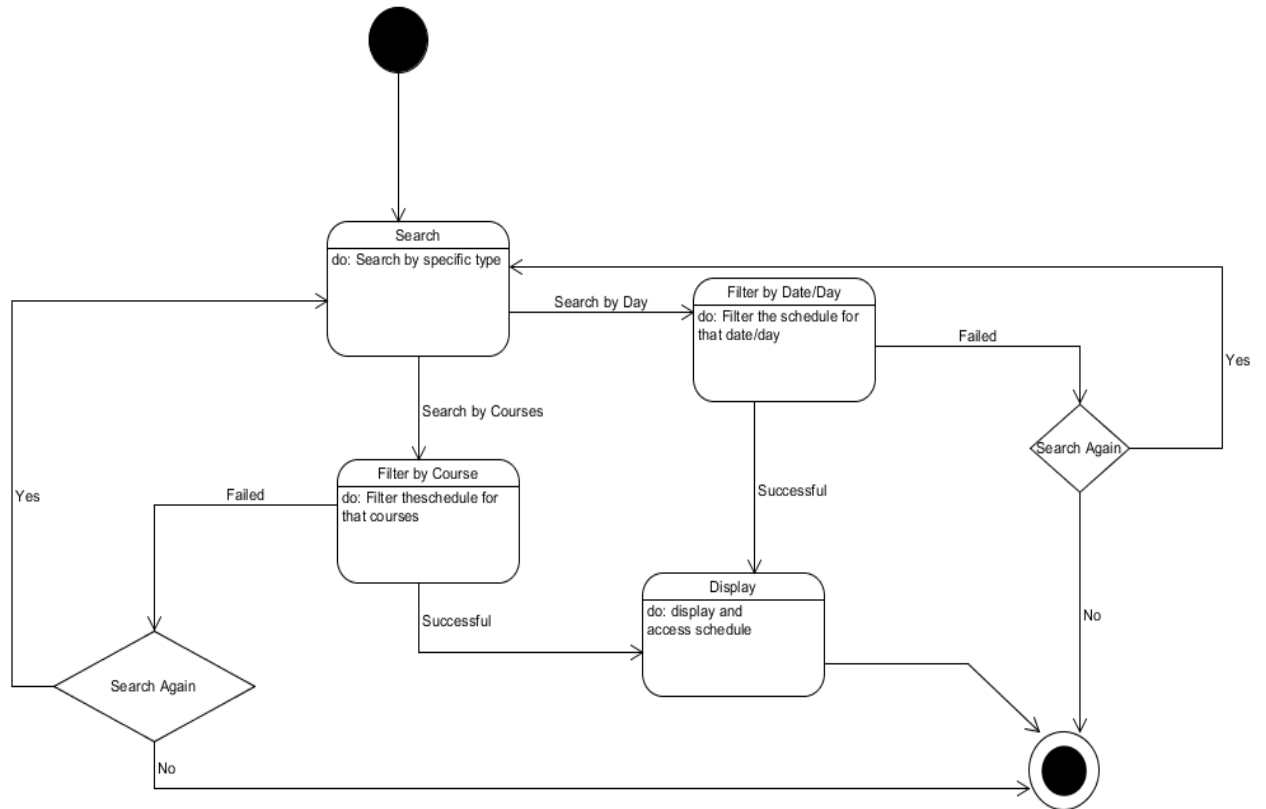 Search
do: Search by specific type
Search by Day
Filter by Date/Day
do: Filter the schedule for
that date/day
Failed
Yes
Search Again
Search by Courses
Filter by Course
do: Filter theschedule for
that courses
Failed
Yes
Successful
Successful
Display
do: display and
access schedule
No
Search Again
No